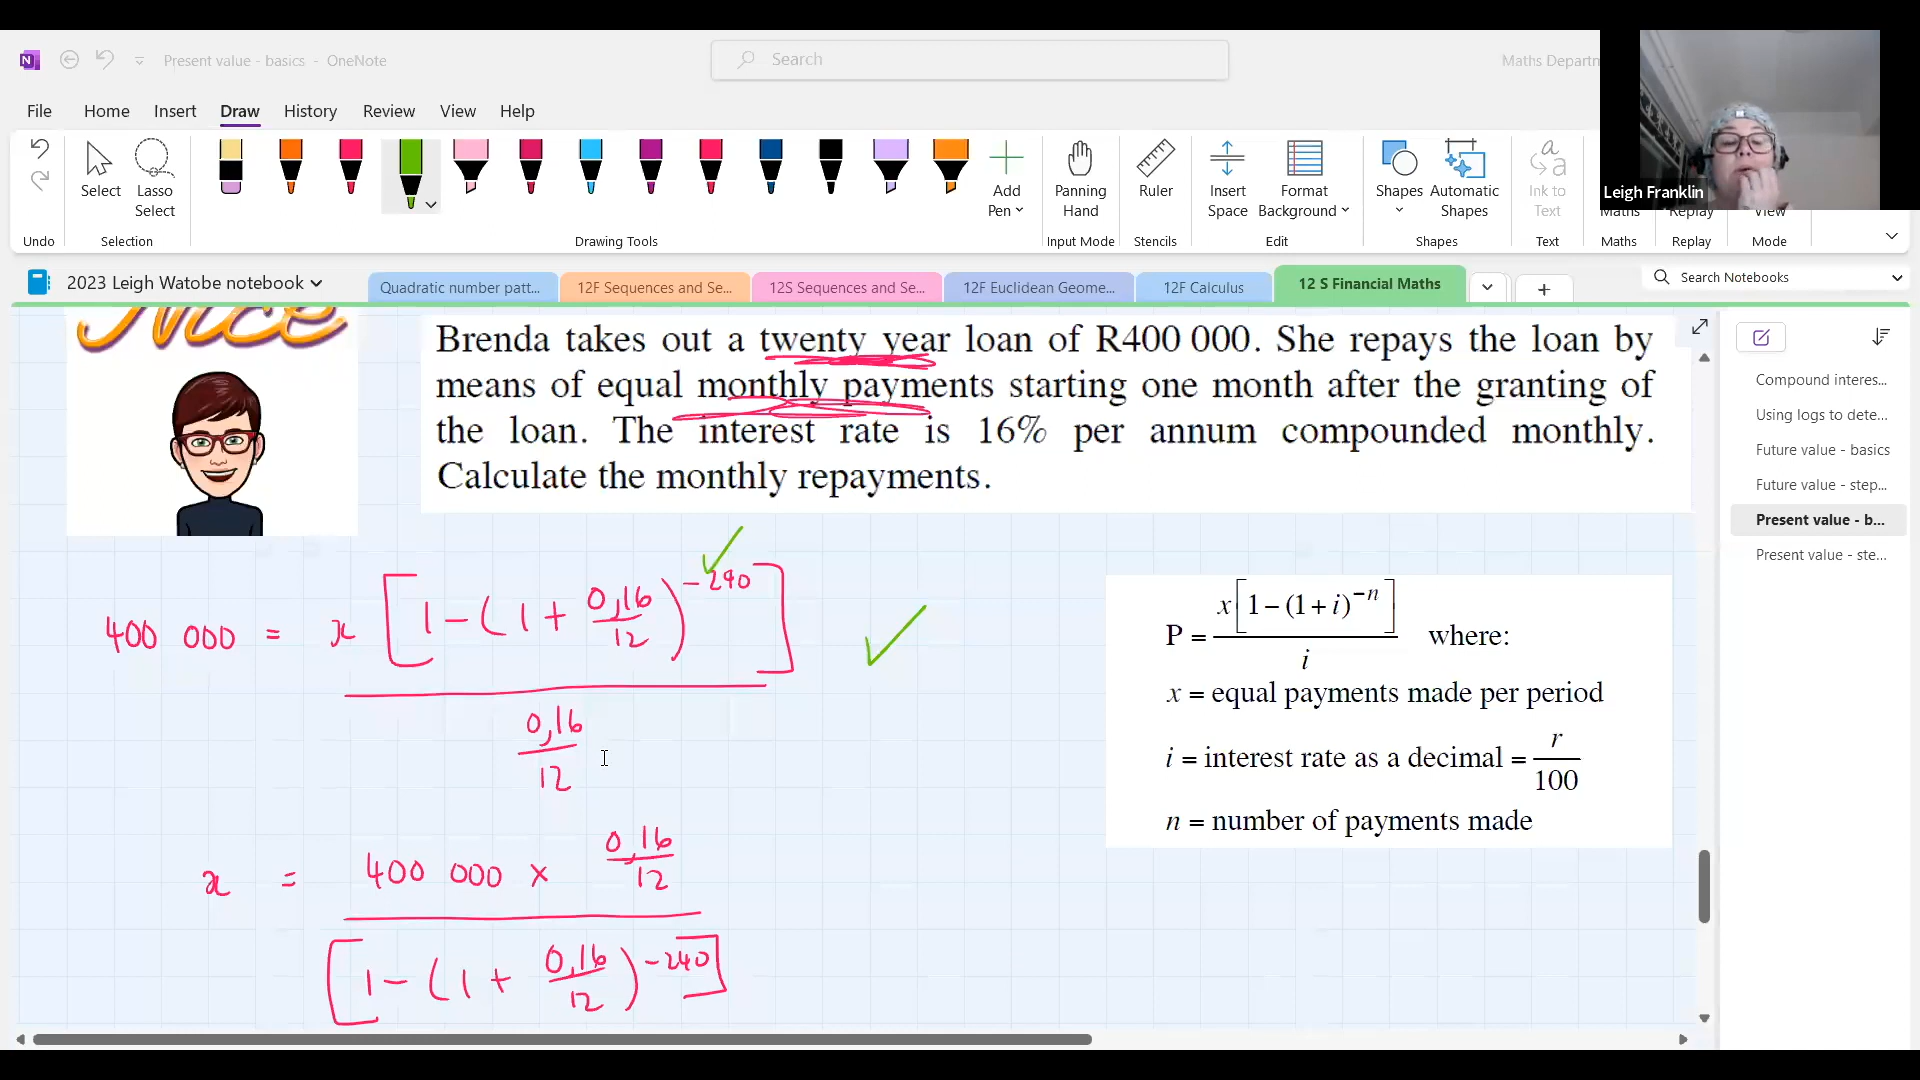 Present value - basics - OneNote
Search
Maths Departn
File Home Insert Draw History Review View Help
Select
Lasso Select
Add Pen
Panning Hand
Ruler
Insert Space
Format Background
Shapes
Automatic Shapes
Ink to Text
Maths
Replay
View
Undo
Selection
Drawing Tools
Input Mode
Stencils
Edit
Shapes
Text
Maths
Replay
Mode
Leigh Franklin
2023 Leigh Watobe notebook
Quadratic number patt...
12F Sequences and Se...
12S Sequences and Se...
12F Euclidean Geome...
12F Calculus
12 S Financial Maths
Search Notebooks
Nice
Brenda takes out a twenty year loan of R400 000. She repays the loan by
means of equal monthly payments starting one month after the granting of
the loan. The interest rate is 16% per annum compounded monthly.
Calculate the monthly repayments.
400 000 = x [1-(1+ 0,16/12)^-240]
0,16
12
x = 400 000 x 0,16/12
[1-(1+ 0,16/12)^-240]
P = x[1-(1+i)^-n]/i where:
x = equal payments made per period
i = interest rate as a decimal = r/100
n = number of payments made
Compound interes...
Using logs to dete...
Future value - basics
Future value - step...
Present value - b...
Present value - ste...